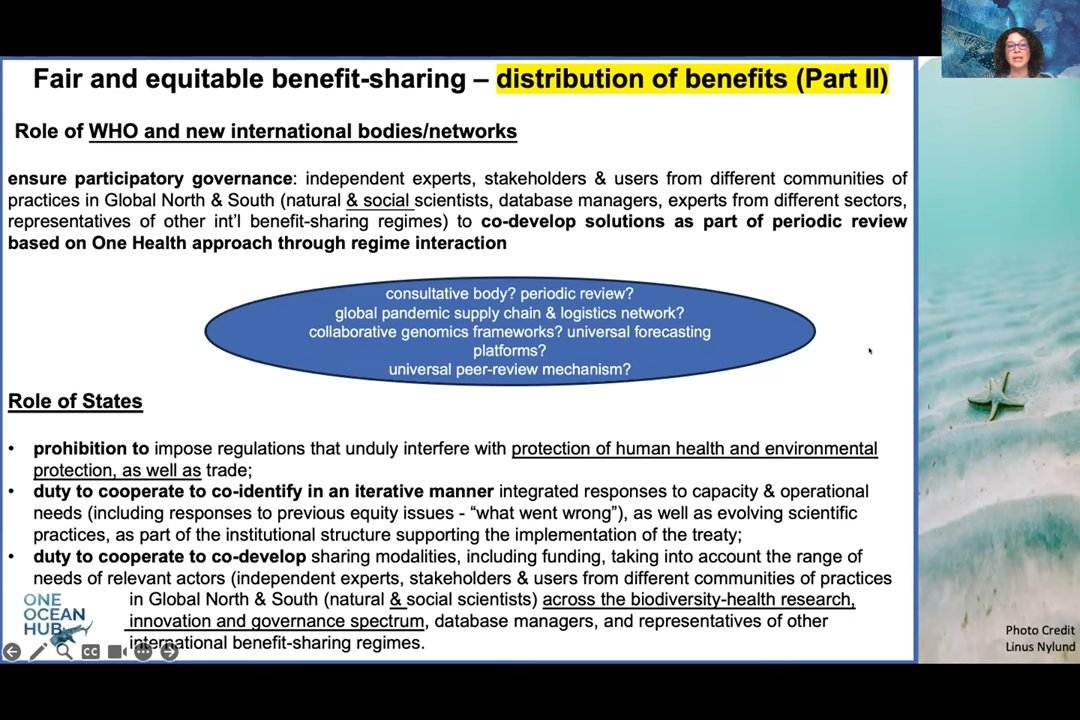 Fair and equitable benefit-sharing – distribution of benefits (Part II)
Role of WHO and new international bodies/networks
ensure participatory governance: independent experts, stakeholders & users from different communities of
practices in Global North & South (natural & social scientists, database managers, experts from different sectors,
representatives of other int'l benefit-sharing regimes) to co-develop solutions as part of periodic review
based on One Health approach through regime interaction
consultative body? periodic review?
global pandemic supply chain & logistics network?
collaborative genomics frameworks? universal forecasting
platforms?
universal peer-review mechanism?
Role of States
• prohibition to impose regulations that unduly interfere with protection of human health and environmental
protection, as well as trade;
• duty to cooperate to co-identify in an iterative manner integrated responses to capacity & operational
needs (including responses to previous equity issues - “what went wrong”), as well as evolving scientific
practices, as part of the institutional structure supporting the implementation of the treaty;
• duty to cooperate to co-develop sharing modalities, including funding, taking into account the range of
needs of relevant actors (independent experts, stakeholders & users from different communities of practices
in Global North & South (natural & social scientists) across the biodiversity-health research,
innovation and governance spectrum, database managers, and representatives of other
international benefit-sharing regimes.
ONE
OCEAN
HUB
CC
Photo Credit
Linus Nylund